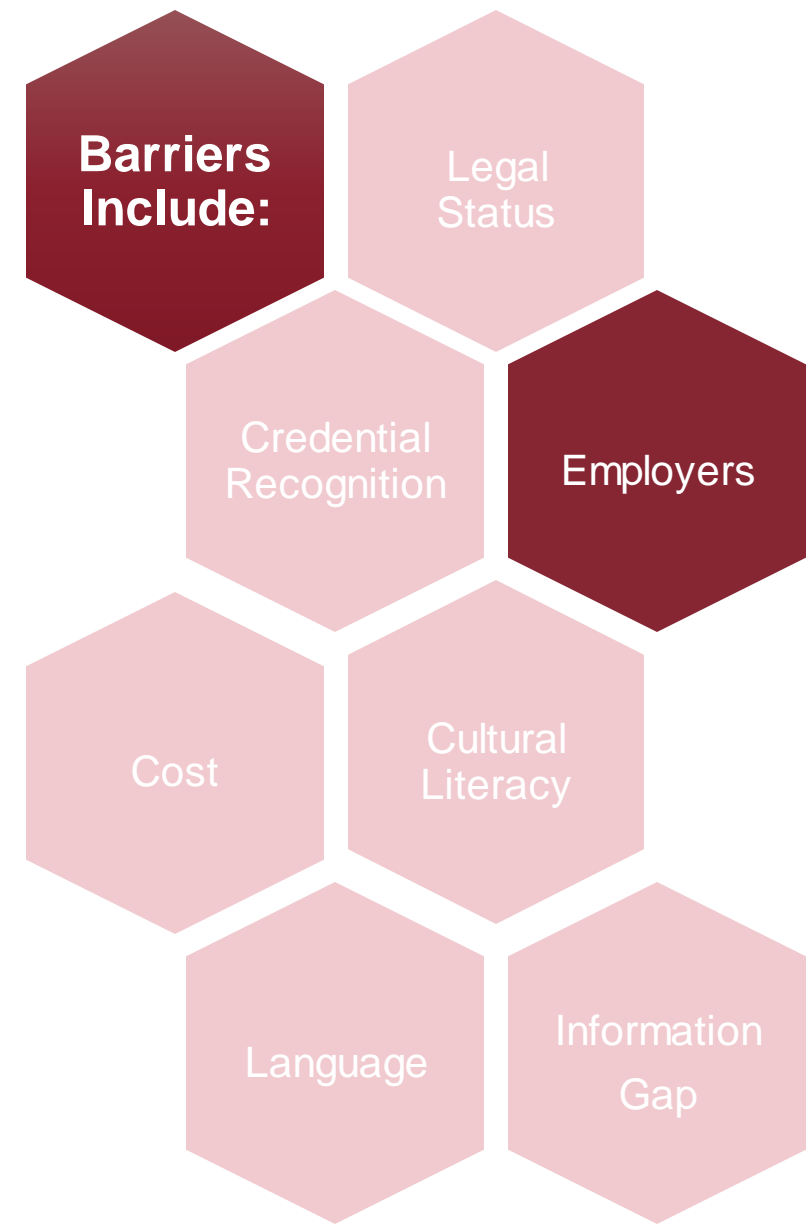 Barriers
Include:
Legal
Status
Credential
Recognition
Employers
Cost
Cultural
Literacy
Language
Information
Gap